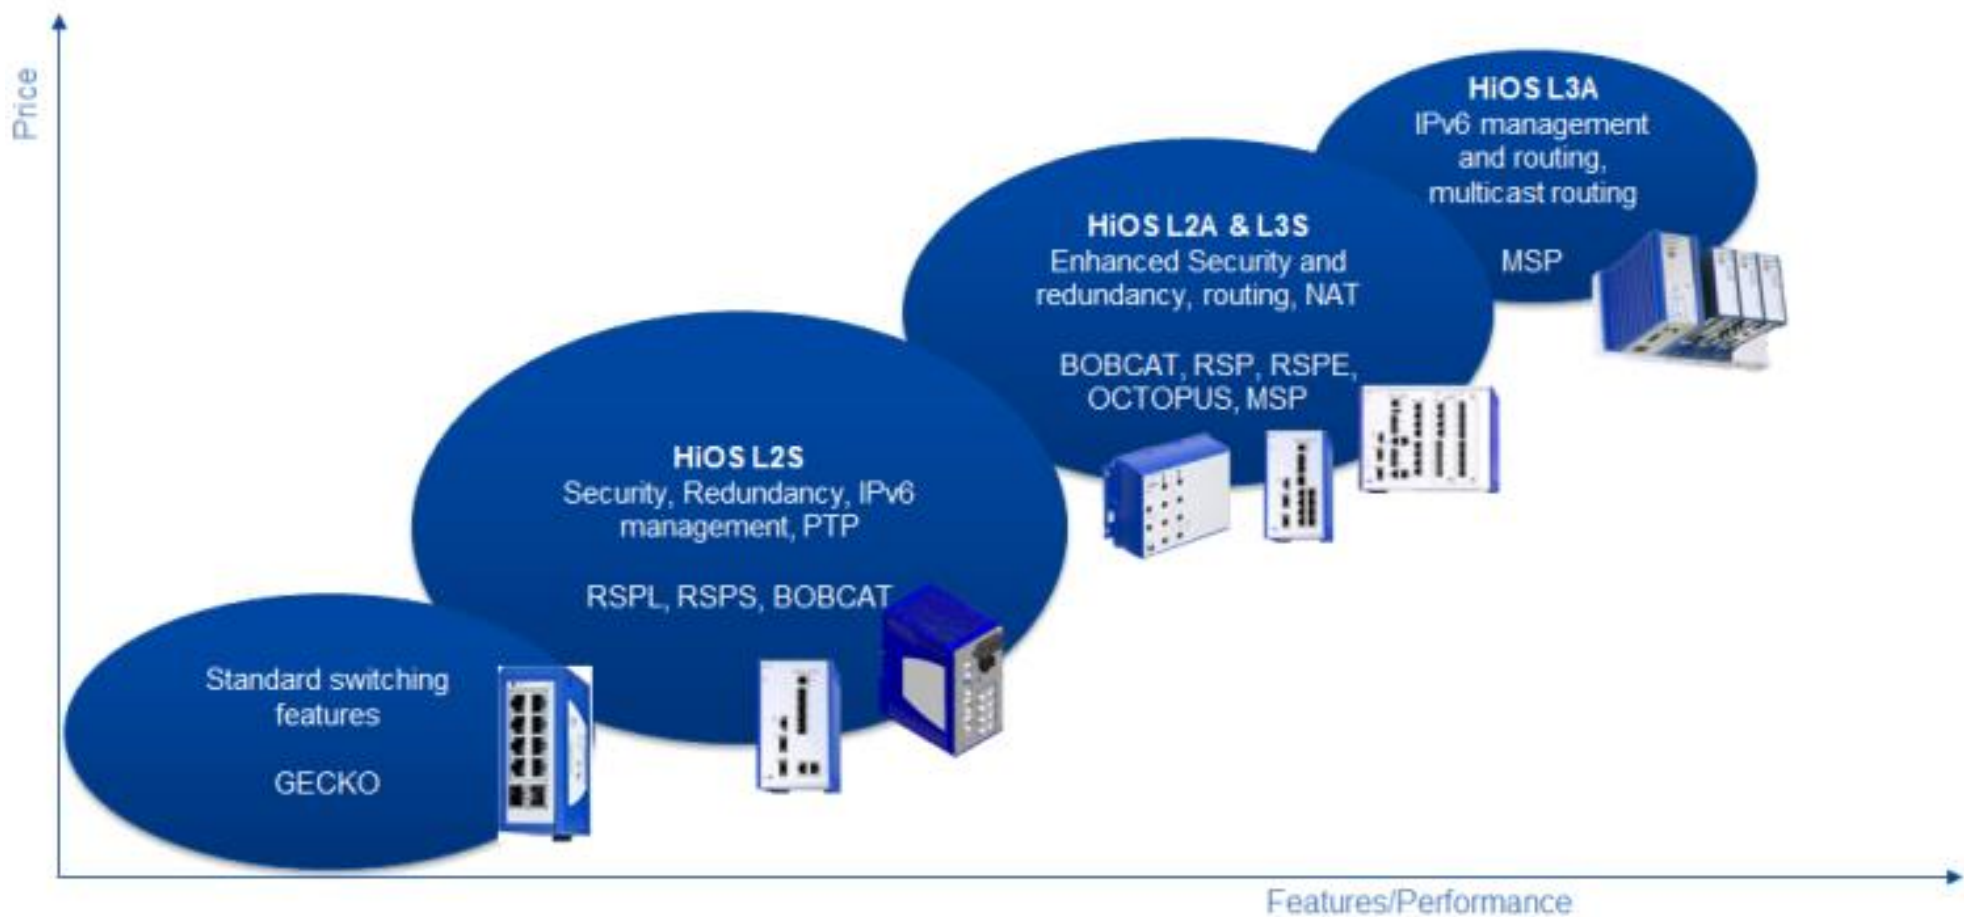 Price
HiOS L3A
IPv6 management
and routing,
multicast routing
MSP
HiOS L2A & L3S
Enhanced Security and
redundancy, routing, NAT
BOBCAT, RSP, RSPE,
OCTOPUS, MSP
HiOS L2S
Security, Redundancy, IPv6
management, PTP
RSPL, RSPS, BOBCAT
Standard switching
features
GECKO
Features/Performance